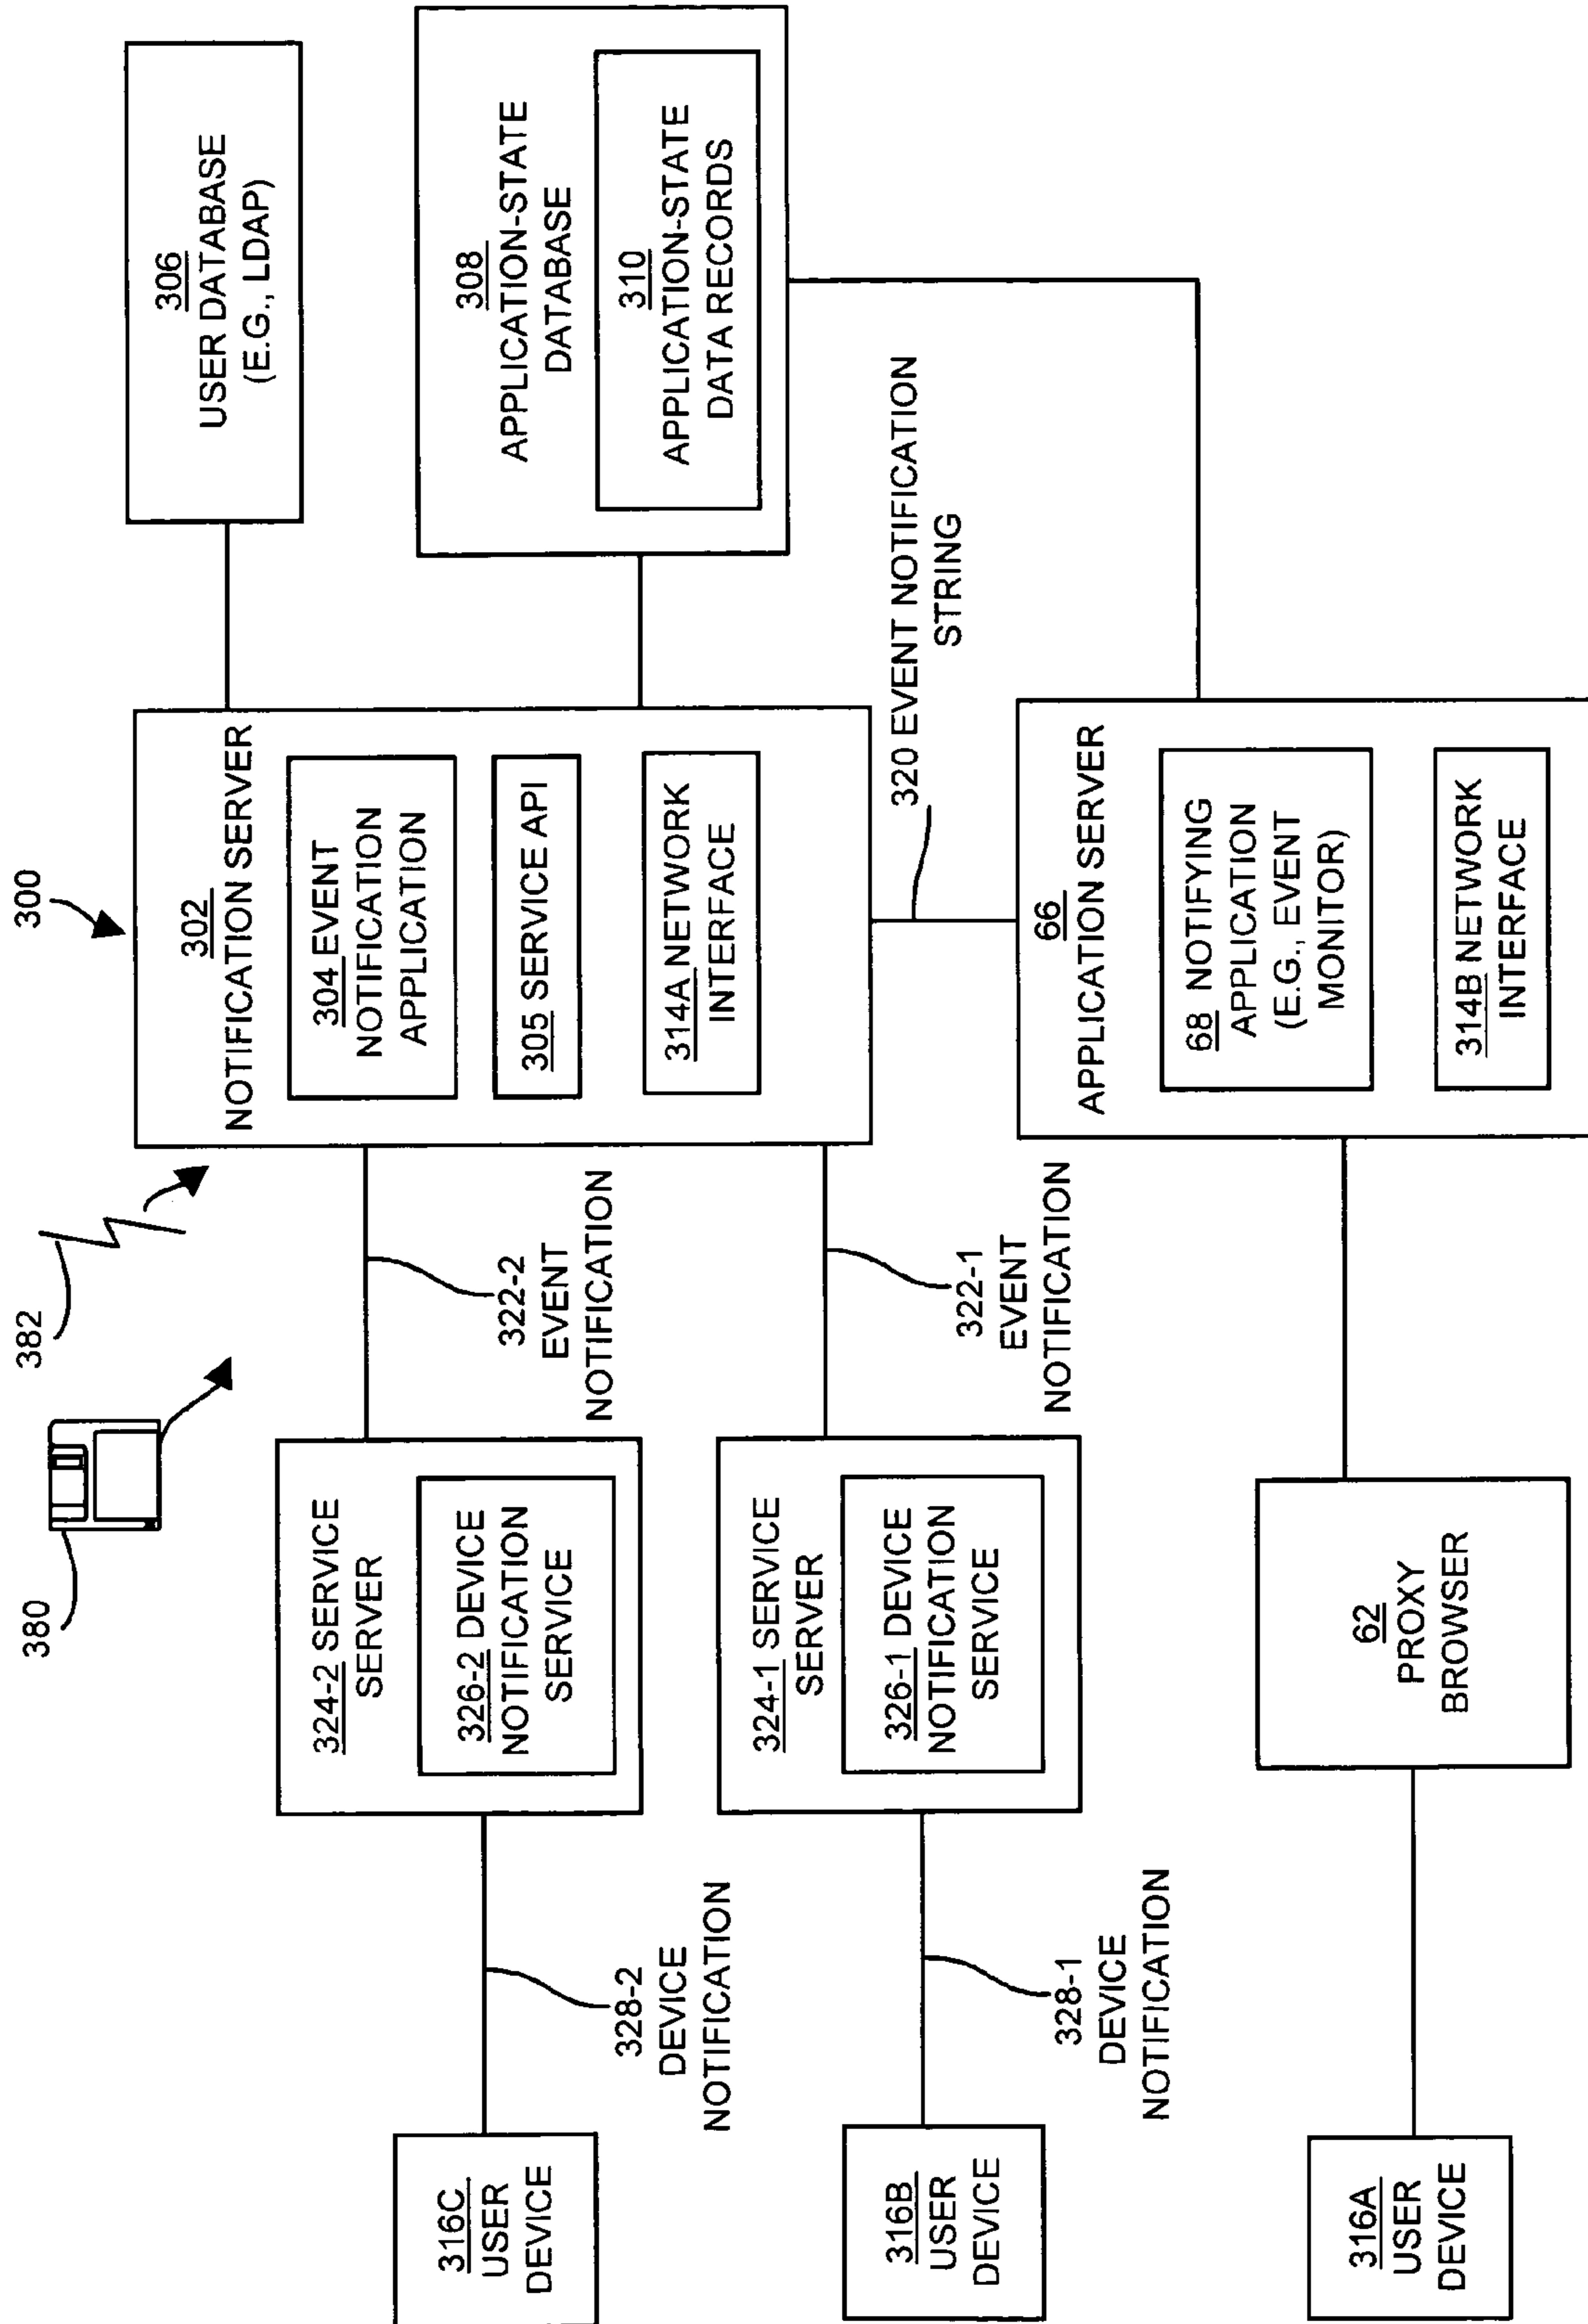 300
382
380
302
NOTIFICATION SERVER
304 EVENT
NOTIFICATION
APPLICATION
305 SERVICE API
314A NETWORK
INTERFACE
306
USER DATABASE
(E.G., LDAP)
308
APPLICATION-STATE
DATABASE
310
APPLICATION-STATE
DATA RECORDS
320 EVENT NOTIFICATION
STRING
66
APPLICATION SERVER
68 NOTIFYING
APPLICATION
(E.G., EVENT
MONITOR)
314B NETWORK
INTERFACE
322-2
EVENT
NOTIFICATION
322-1
EVENT
NOTIFICATION
324-2 SERVICE
SERVER
326-2 DEVICE
NOTIFICATION
SERVICE
324-1 SERVICE
SERVER
326-1 DEVICE
NOTIFICATION
SERVICE
62
PROXY
BROWSER
328-2
DEVICE
NOTIFICATION
328-1
DEVICE
NOTIFICATION
316C
USER
DEVICE
316B
USER
DEVICE
316A
USER
DEVICE